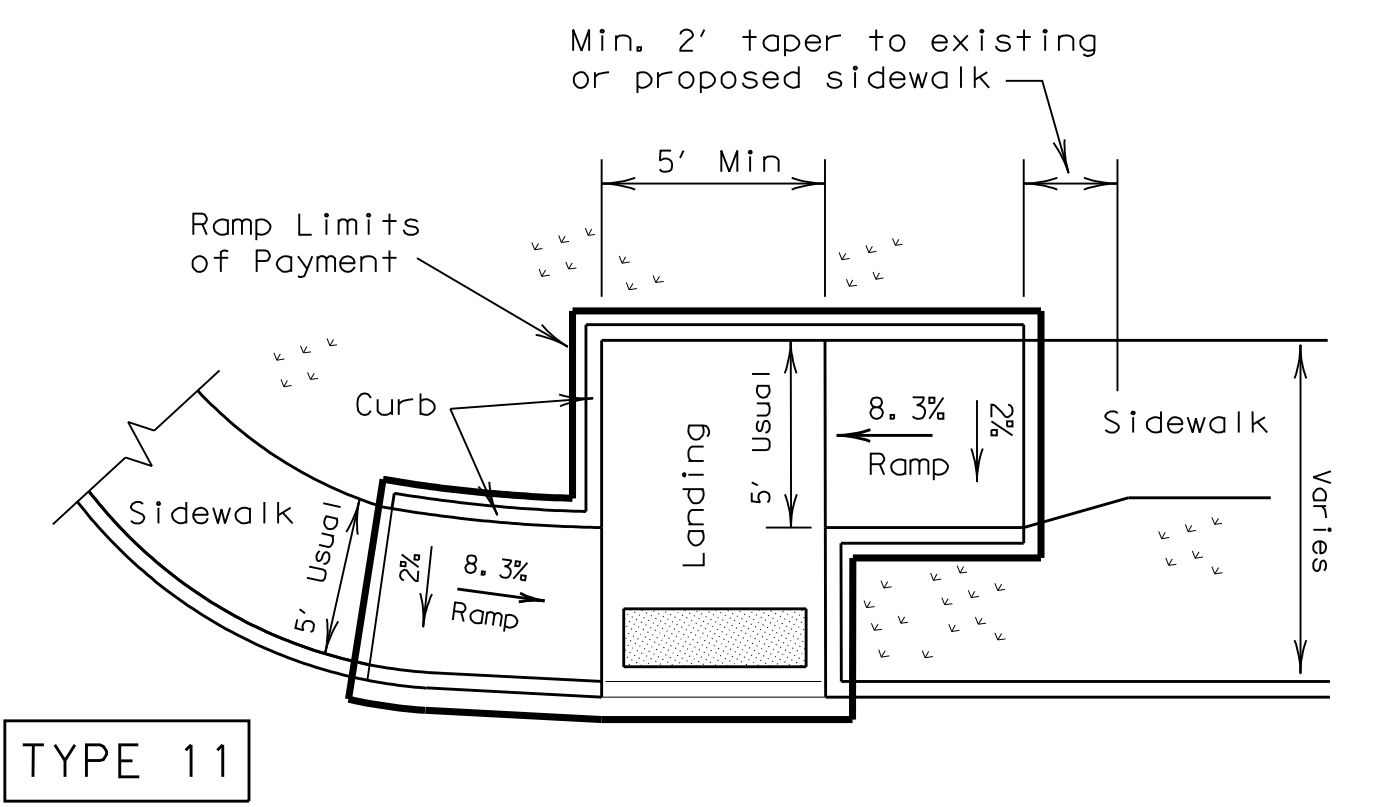 Min. 2' taper to existing
or proposed sidewalk
5' Min
Ramp Limits
of Payment
Curb
Sidewalk
5' Usual
2%
8.3%
Ramp
Landing
5' Usual
8.3%
Ramp
2%
Sidewalk
Varies
TYPE 11